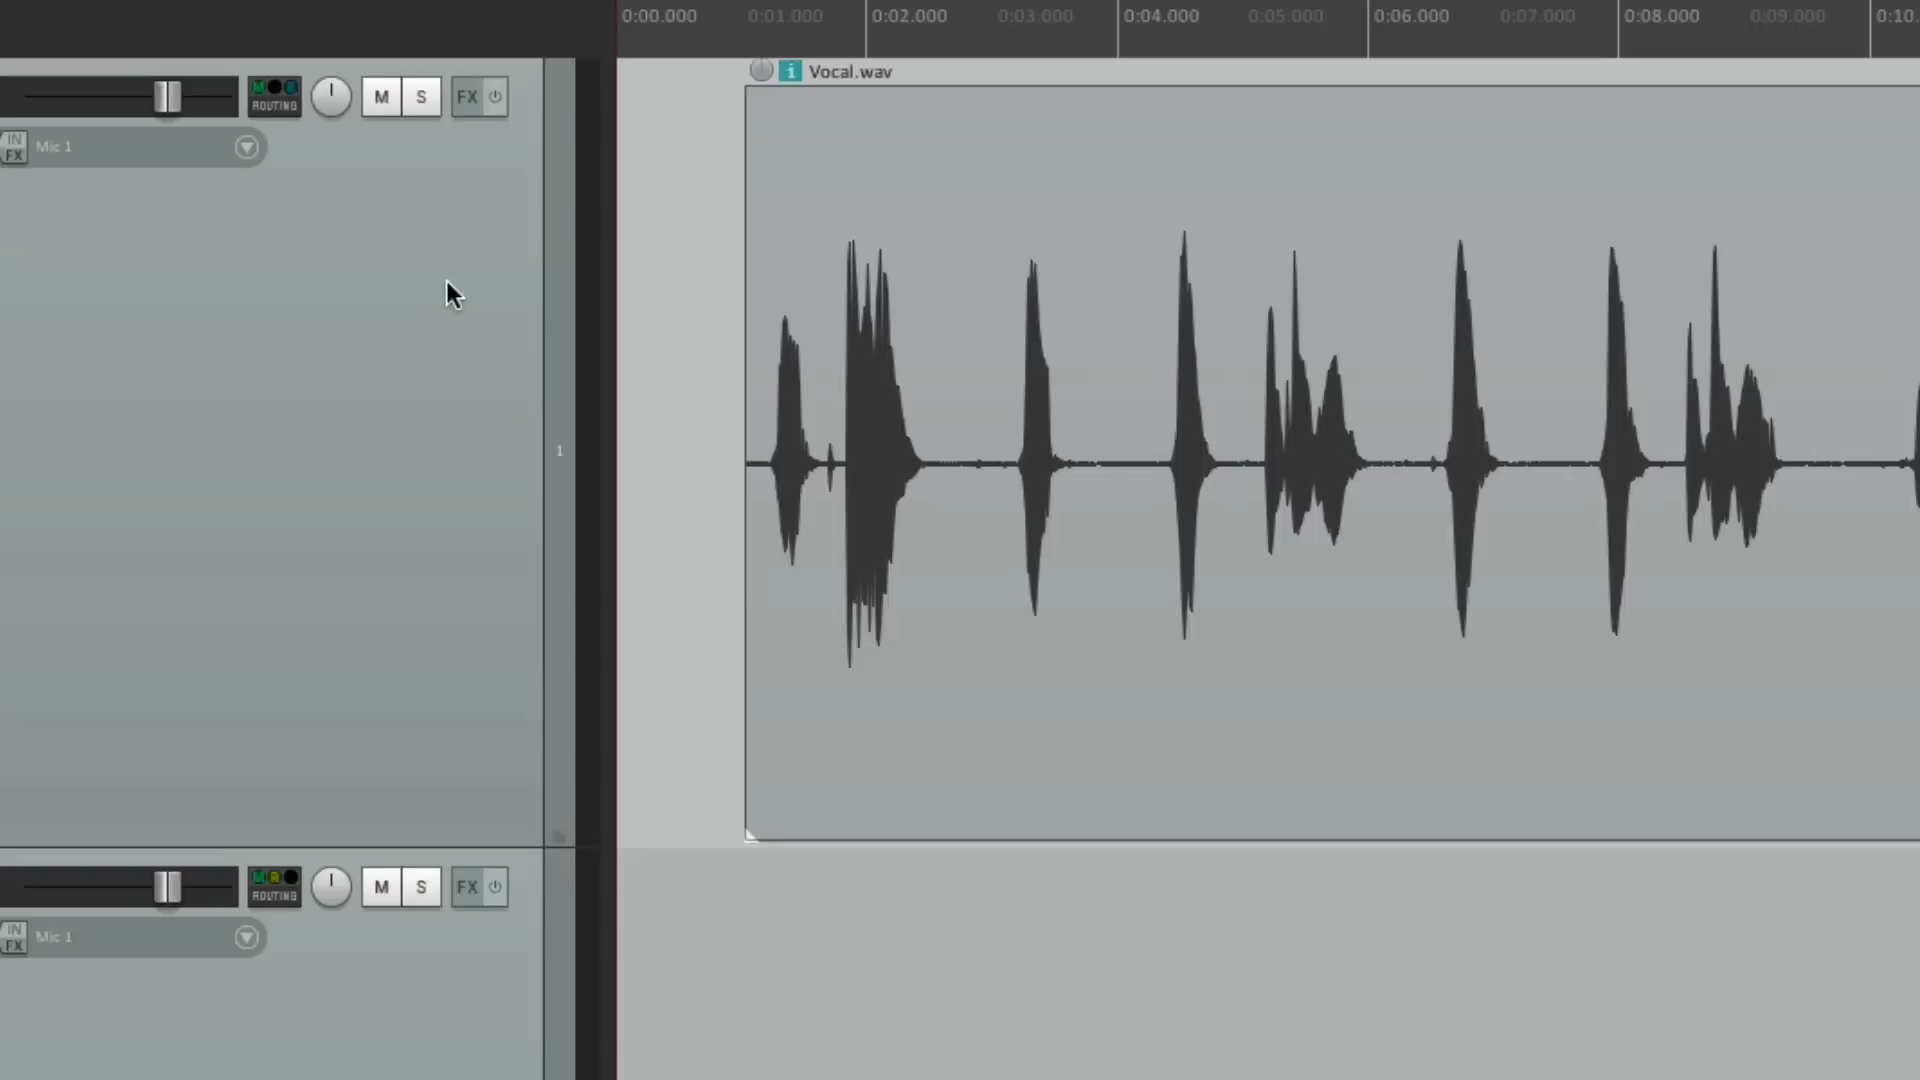 0:00.000 0:01.000 0:02.000 0:03.000 0:04.000 0:05.000 0:06.000 0:07.000 0:08.000 0:09.000 0:10.
i Vocal.wav
ROUTING M S FX
IN FX Mic 1
1
ROUTING M S FX
IN FX Mic 1